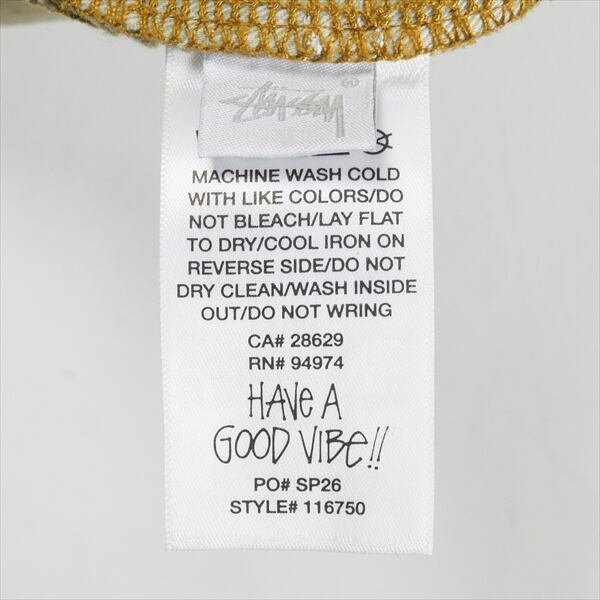 STÜSSY®
MACHINE WASH COLD
WITH LIKE COLORS/DO
NOT BLEACH/LAY FLAT
TO DRY/COOL IRON ON
REVERSE SIDE/DO NOT
DRY CLEAN/WASH INSIDE
OUT/DO NOT WRING
CA# 28629
RN# 94974
HAVE A
GOOD VIBE!!
PO# SP26
STYLE# 116750